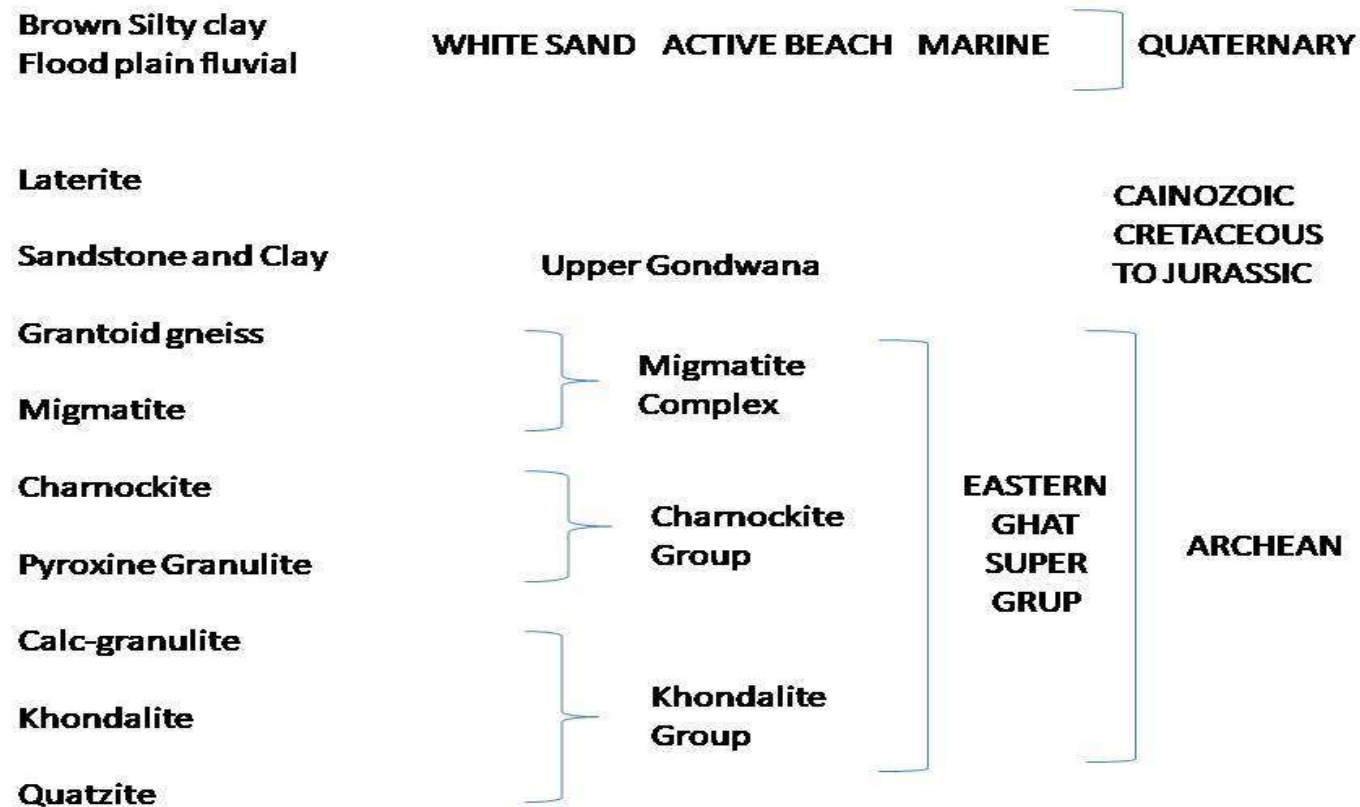 Brown Silty clay
Flood plain fluvial
WHITE SAND ACTIVE BEACH MARINE
QUATERNARY
Laterite
CAINOZOIC
CRETACEOUS
TO JURASSIC
Sandstone and Clay
Upper Gondwana
Grantoid gneiss
Migmatite
Migmatite
Complex
Charnockite
Pyroxine Granulite
Charnockite
Group
Calc-granulite
Khondalite
Quatzite
Khondalite
Group
EASTERN
GHAT
SUPER
GRUP
ARCHEAN